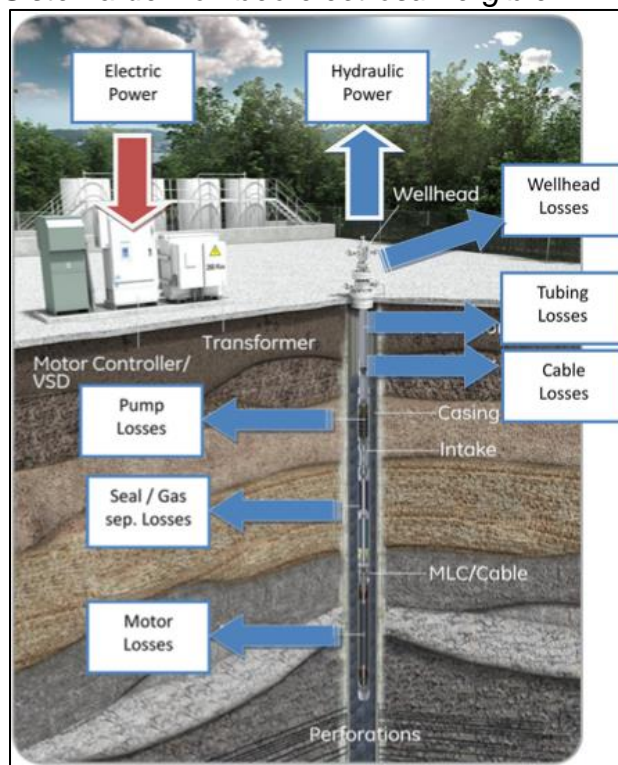 Electric
Power
Hydraulic
Power
Wellhead
Wellhead
Losses
Tubing
Losses
Transformer
Motor Controller/
VSD
Cable
Losses
Pump
Losses
Casing
Intake
Seal / Gas
sep. Losses
MLC/Cable
Motor
Losses
Perforations